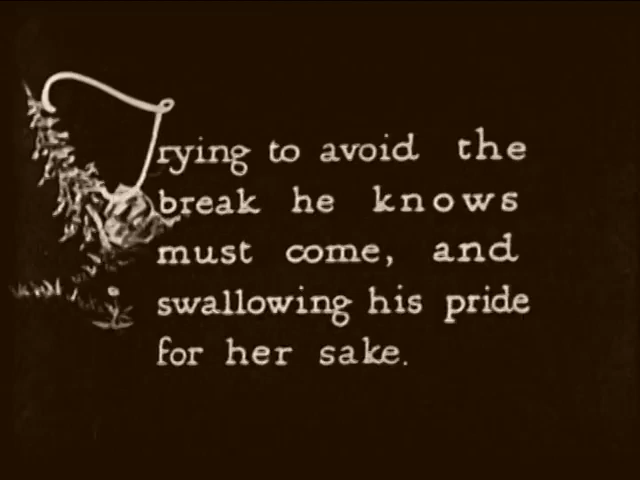 Trying to avoid the
break he knows
must come, and
swallowing his pride
for her sake.